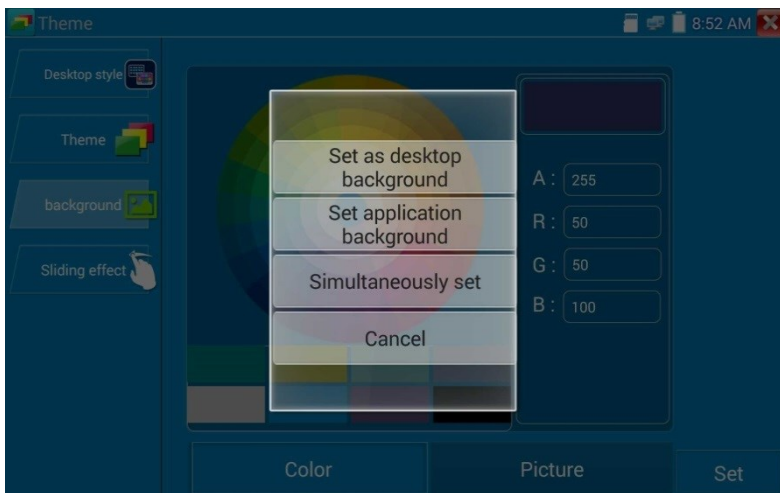 Theme
8:52 AM
Desktop style
Theme
background
Sliding effect
Set as desktop
background
Set application
background
Simultaneously set
Cancel
A : 255
R : 50
G : 50
B : 100
Color
Picture
Set